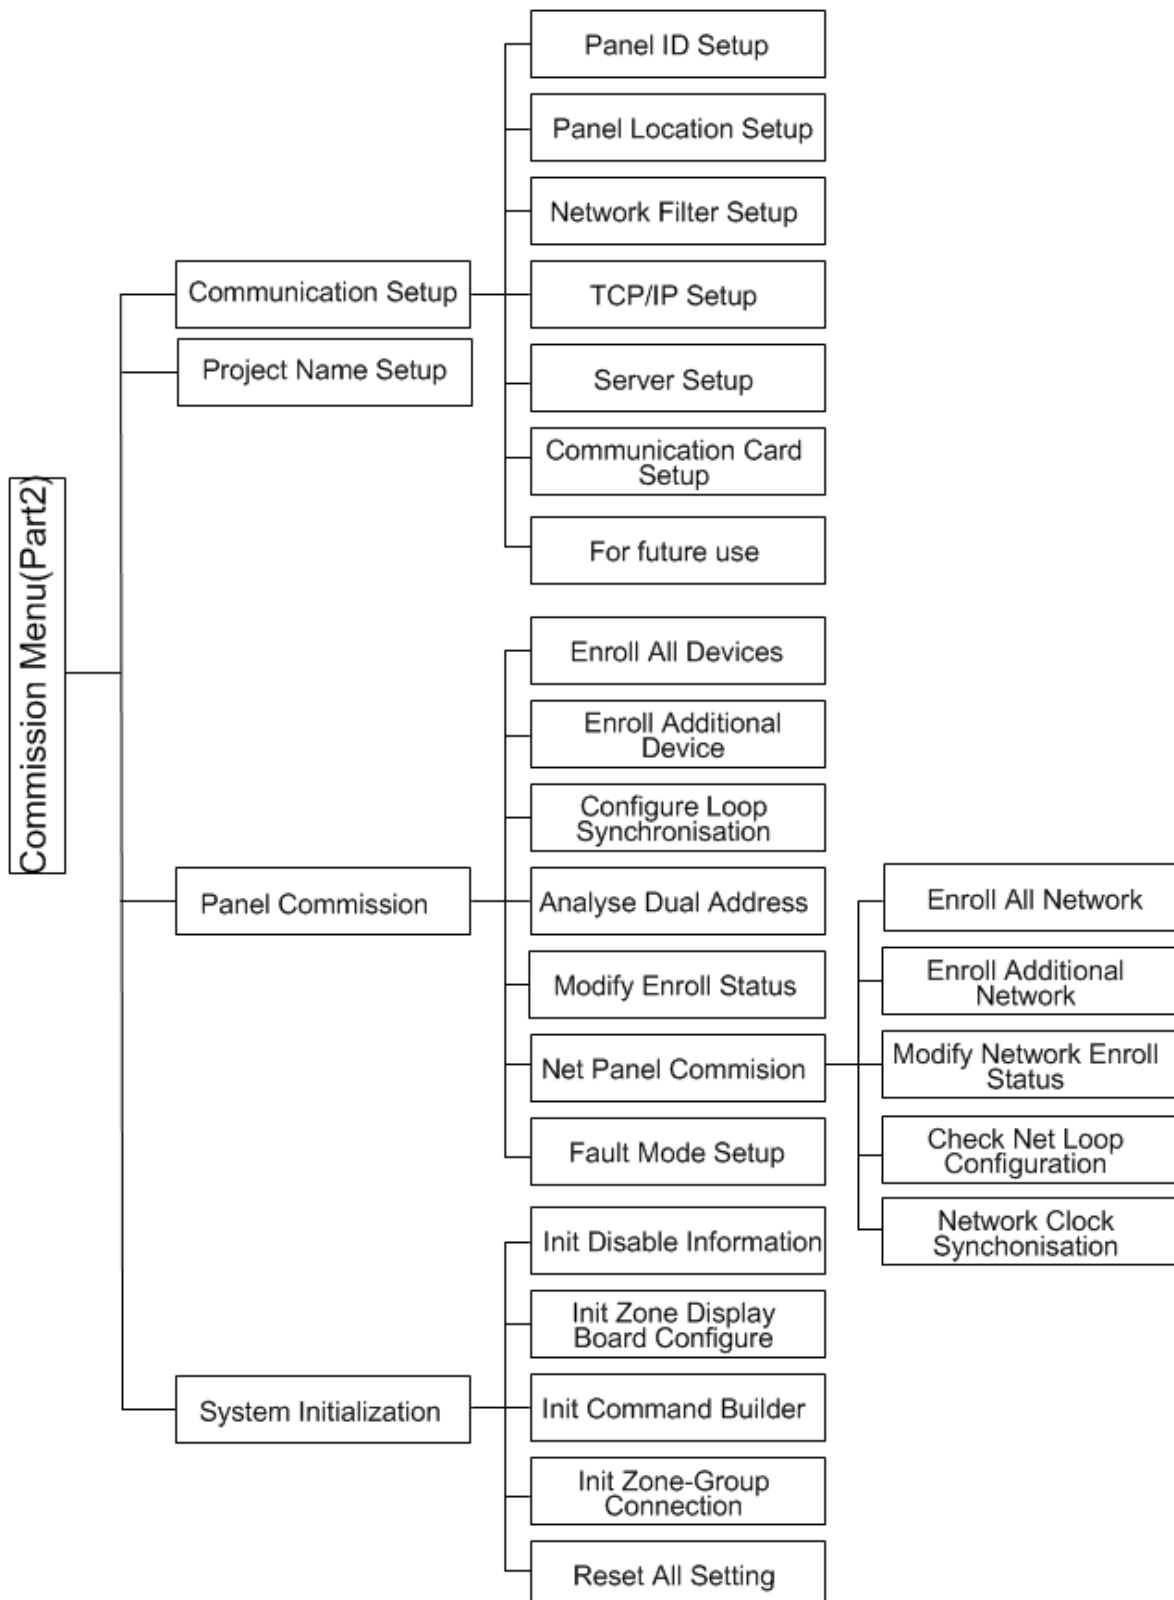 Commission Menu(Part2)
Communication Setup
Panel ID Setup
Panel Location Setup
Network Filter Setup
TCP/IP Setup
Server Setup
Communication Card
Setup
For future use
Project Name Setup
Panel Commission
Enroll All Devices
Enroll Additional
Device
Configure Loop
Synchronisation
Analyse Dual Address
Modify Enroll Status
Net Panel Commision
Enroll All Network
Enroll Additional
Network
Modify Network Enroll
Status
Check Net Loop
Configuration
Network Clock
Synchonisation
Fault Mode Setup
System Initialization
Init Disable Information
Init Zone Display
Board Configure
Init Command Builder
Init Zone-Group
Connection
Reset All Setting